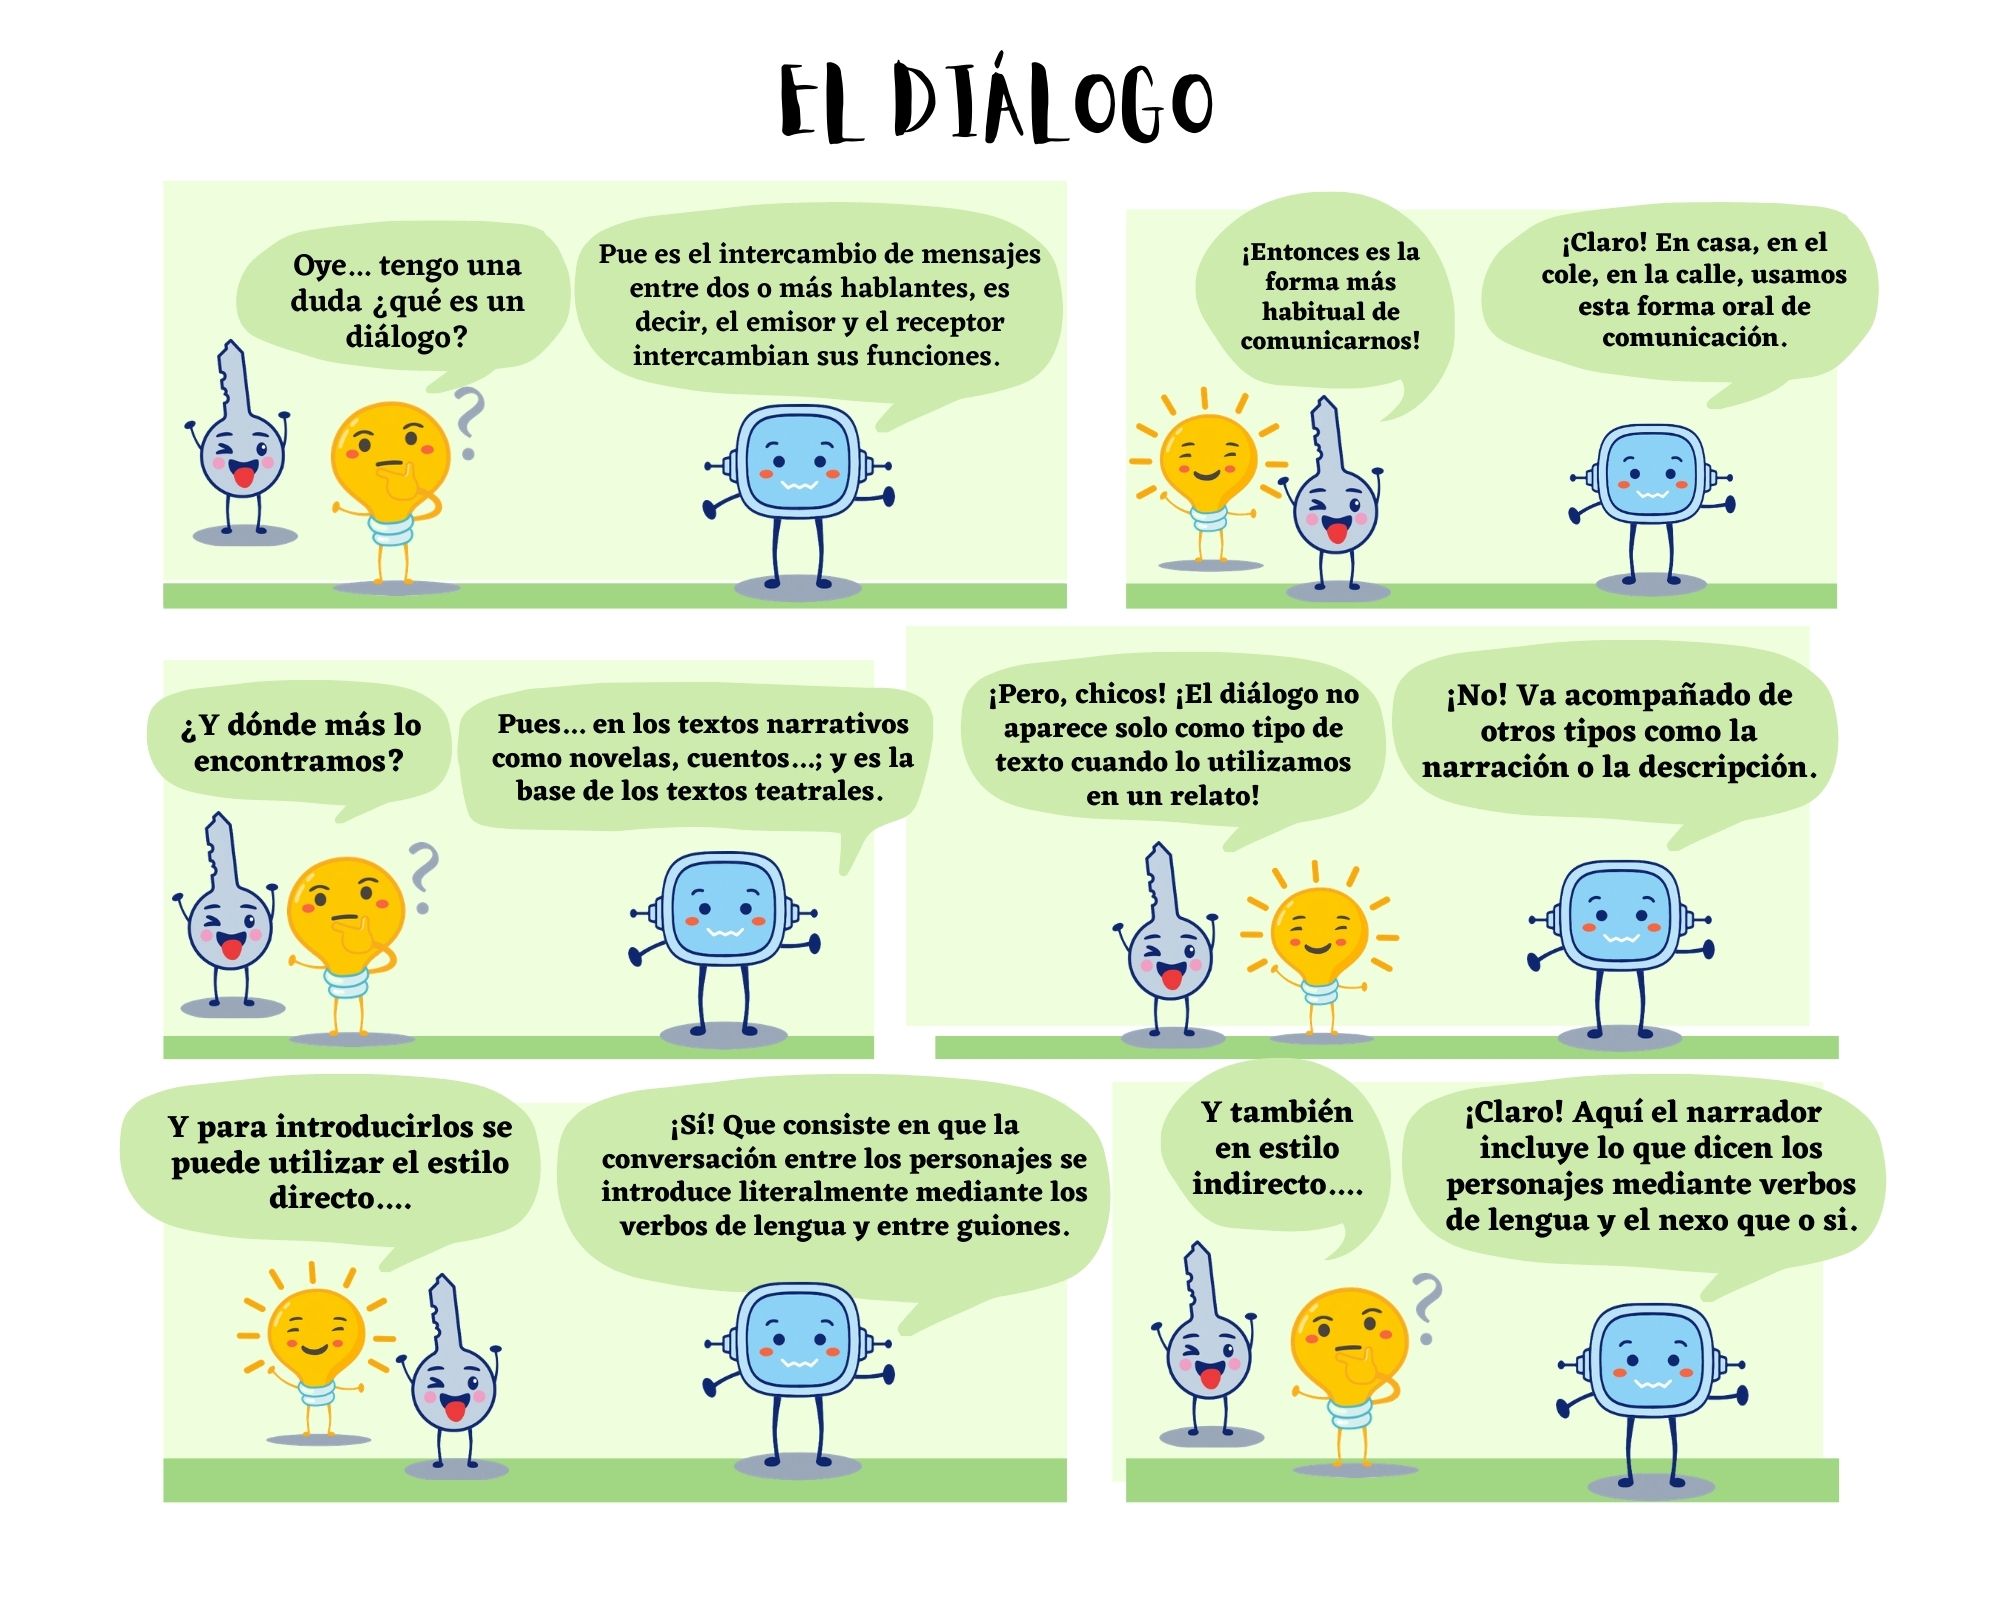 EL DIÁLOGO
Oye... tengo una
duda ¿qué es un
diálogo?
Pue es el intercambio de mensajes
entre dos o más hablantes, es
decir, el emisor y el receptor
intercambian sus funciones.
¡Entonces es la
forma más
habitual de
comunicarnos!
¡Claro! En casa, en el
cole, en la calle, usamos
esta forma oral de
comunicación.
¿Y dónde más lo
encontramos?
Pues... en los textos narrativos
como novelas, cuentos...; y es la
base de los textos teatrales.
¡Pero, chicos! ¡El diálogo no
aparece solo como tipo de
texto cuando lo utilizamos
en un relato!
¡No! Va acompañado de
otros tipos como la
narración o la descripción.
Y para introducirlos se
puede utilizar el estilo
directo....
¡Sí! Que consiste en que la
conversación entre los personajes se
introduce literalmente mediante los
verbos de lengua y entre guiones.
Y también
en estilo
indirecto....
¡Claro! Aquí el narrador
incluye lo que dicen los
personajes mediante verbos
de lengua y el nexo que o si.